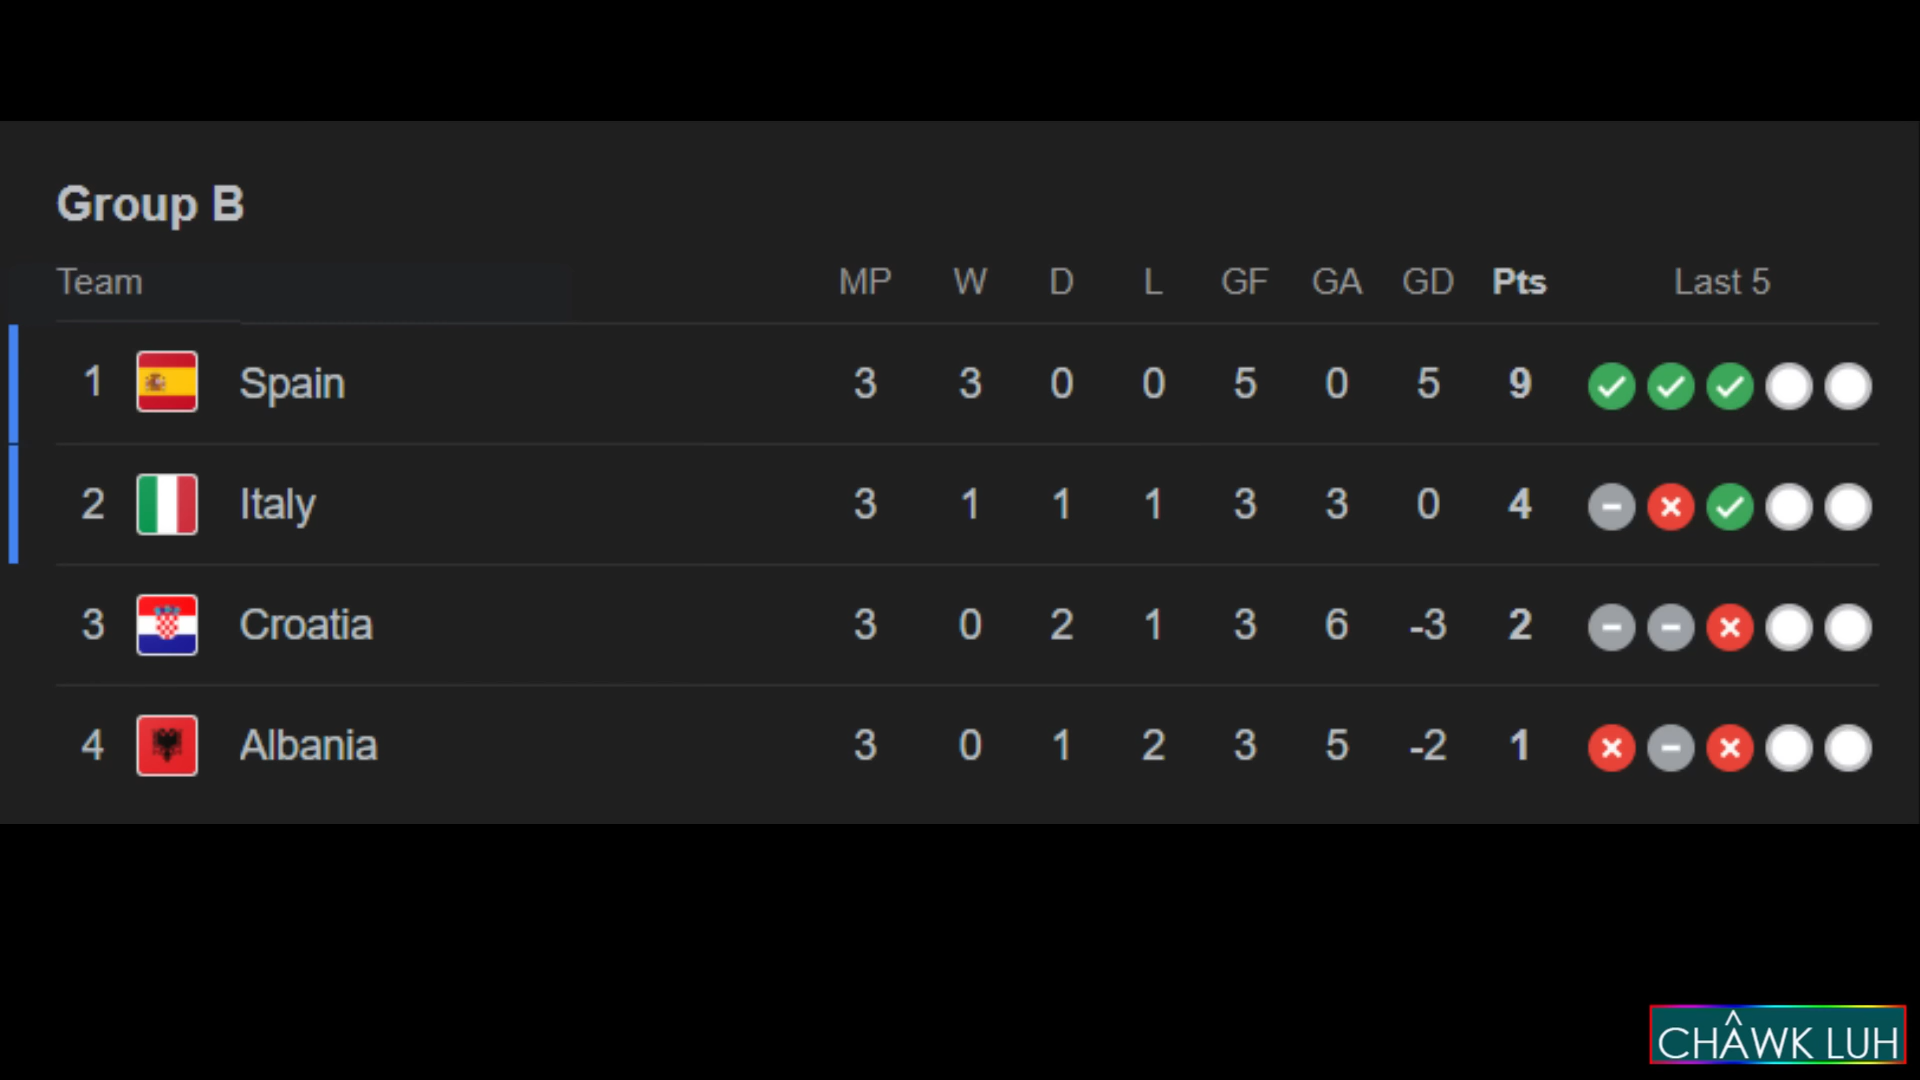 Group B
Team MP W D L GF GA GD Pts Last 5
1 Spain 3 3 0 0 5 0 5 9
2 Italy 3 1 1 1 3 3 0 4
3 Croatia 3 0 2 1 3 6 -3 2
4 Albania 3 0 1 2 3 5 -2 1
CHÂWK LUH